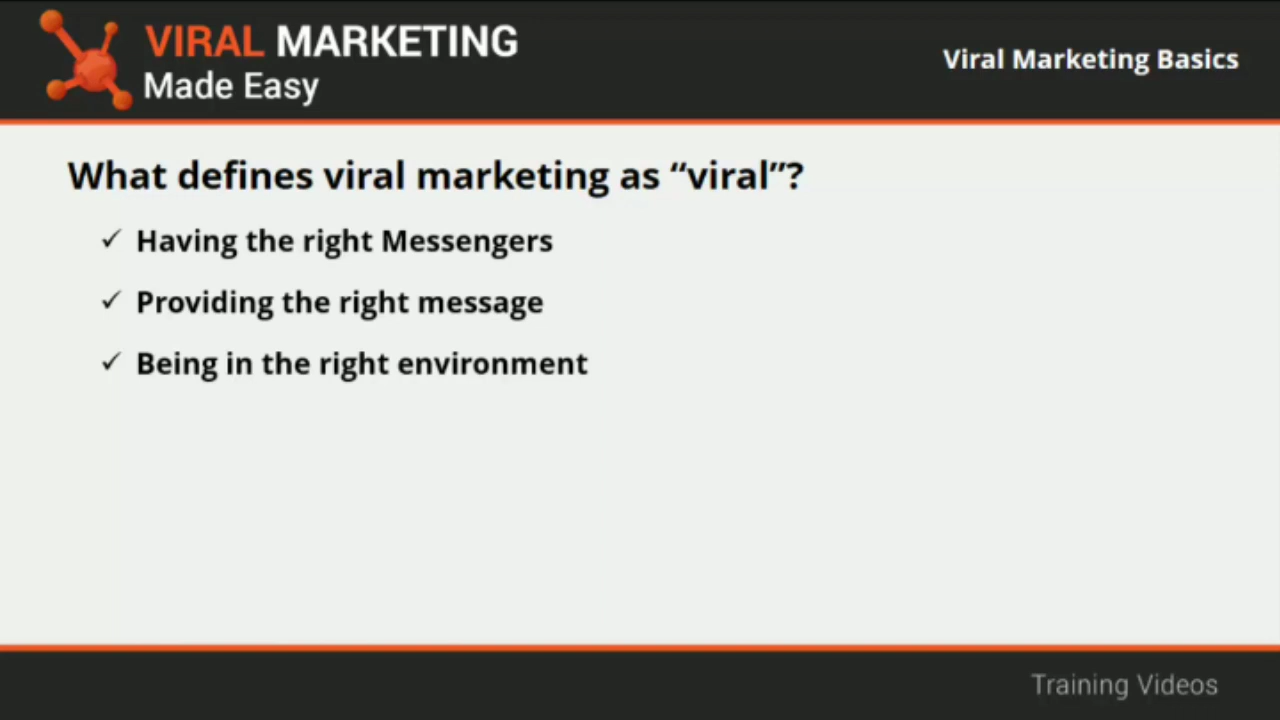 VIRAL MARKETING
Made Easy
Viral Marketing Basics
What defines viral marketing as “viral”?
✓ Having the right Messengers
✓ Providing the right message
✓ Being in the right environment
Training Videos